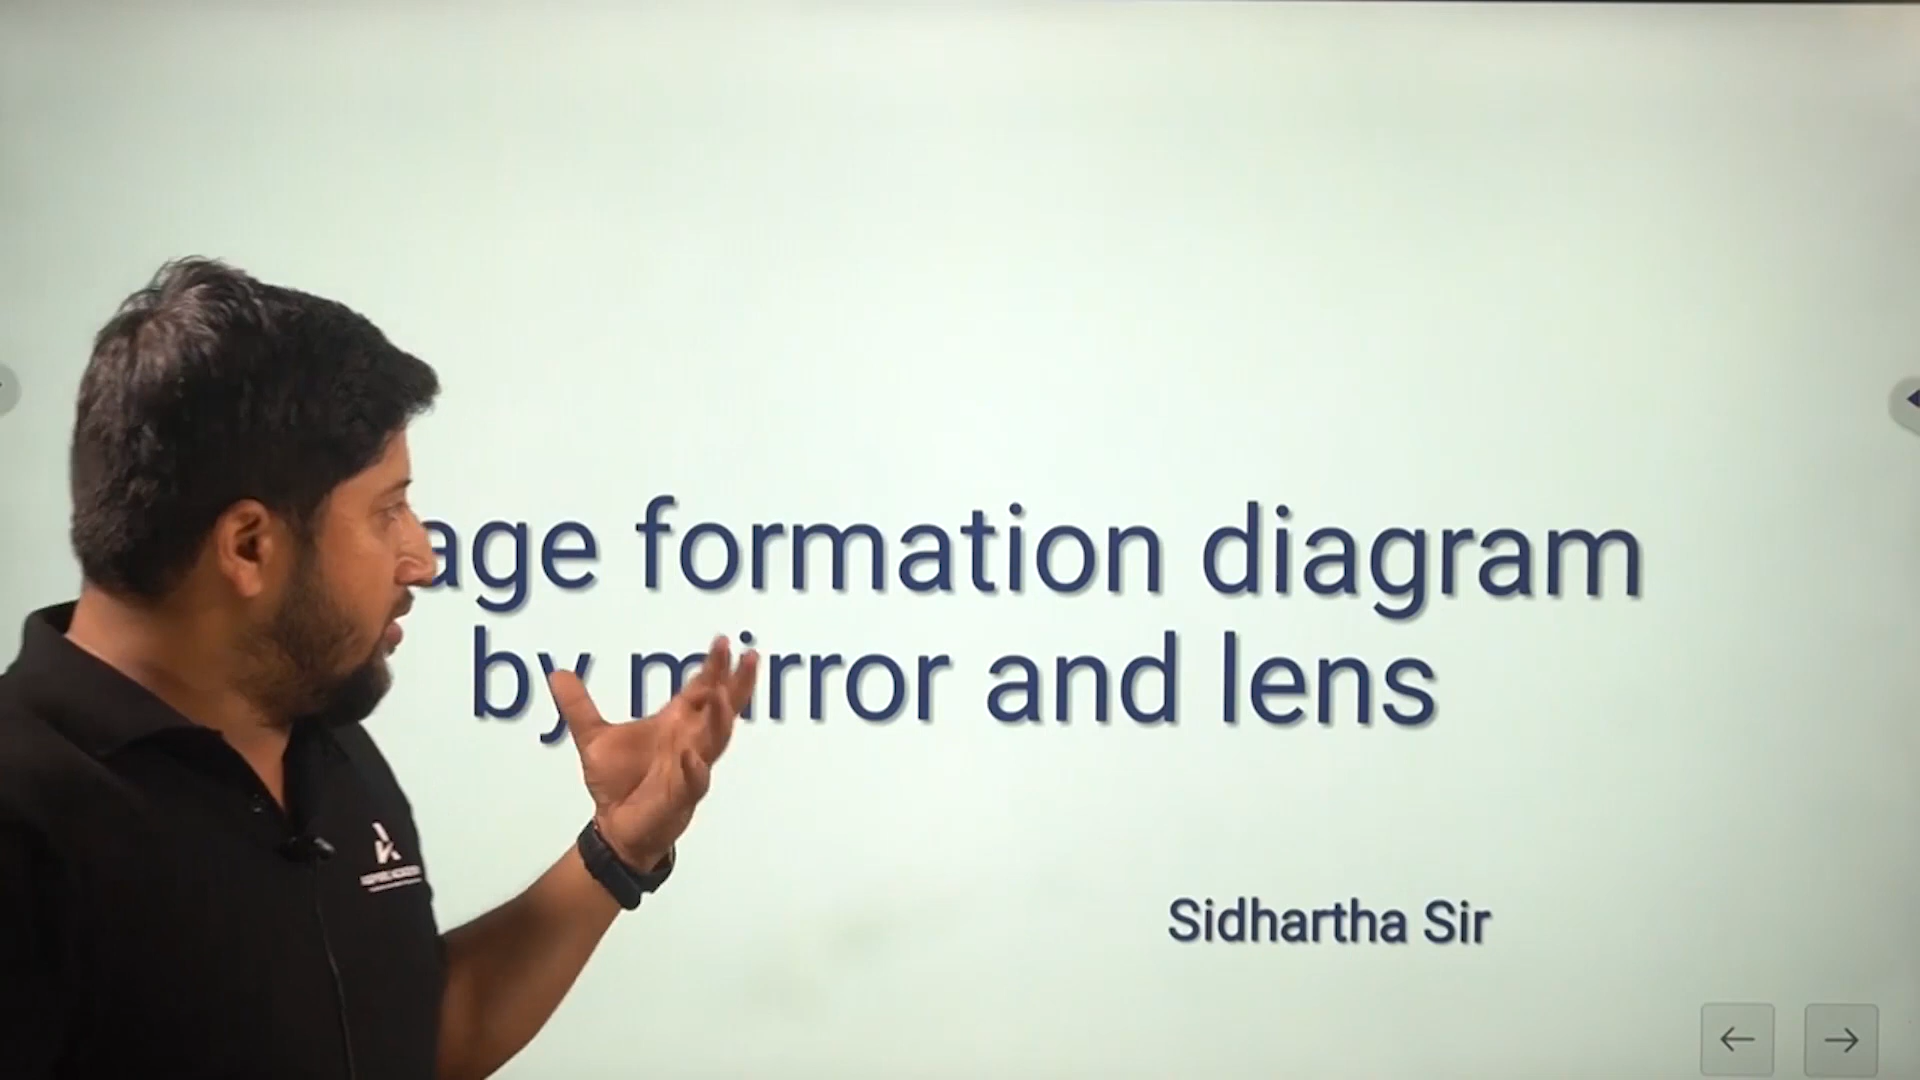 age formation diagram
by mirror and lens
Sidhartha Sir